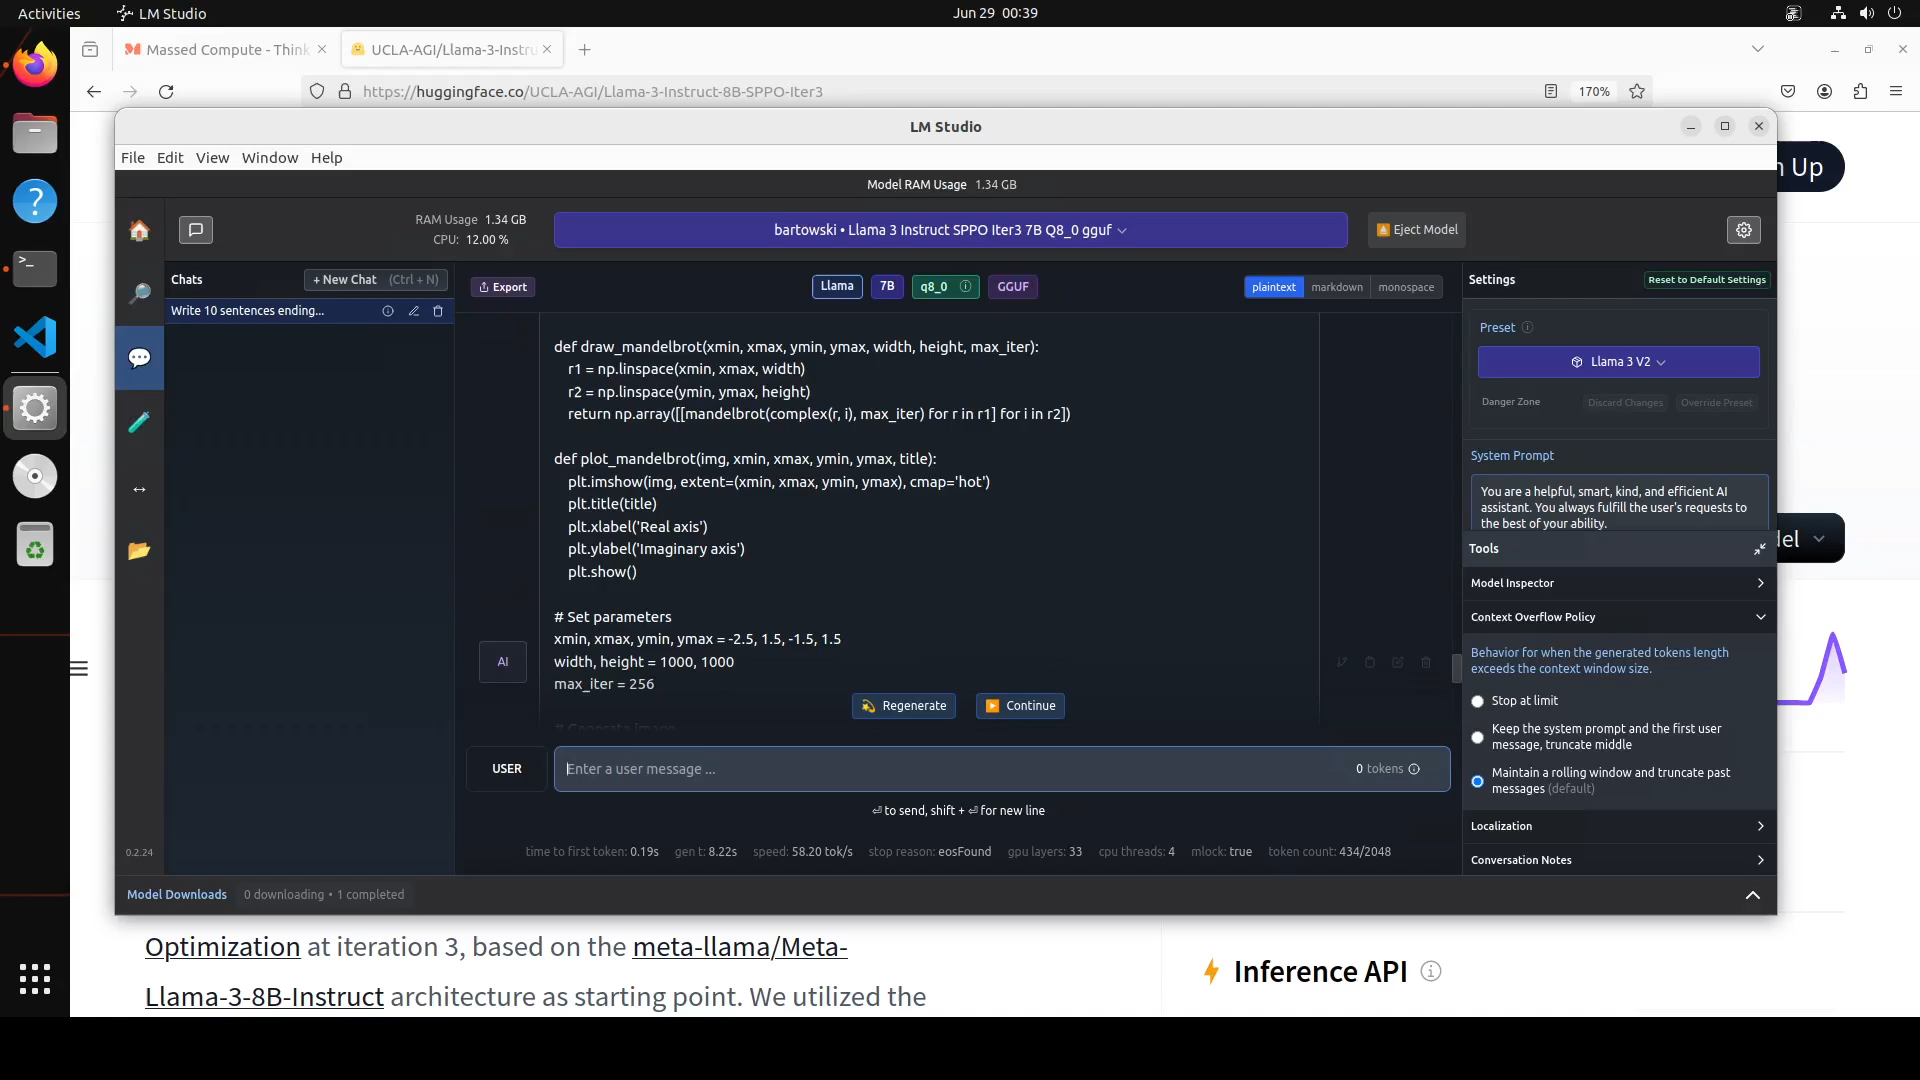 Activities
LM Studio
Jun 29 00:39
Massed Compute - Think
UCLA-AGI/Llama-3-Instru
https://huggingface.co/UCLA-AGI/Llama-3-Instruct-8B-SPPO-Iter3
170%
LM Studio
File Edit View Window Help
Up
Model RAM Usage 1.34 GB
RAM Usage 1.34 GB
CPU: 12.00 %
bartowski • Llama 3 Instruct SPPO Iter3 7B Q8_0 gguf
Eject Model
Chats
+ New Chat (Ctrl + N)
Export
Llama
7B
q8_0
GGUF
plaintext
markdown
monospace
Settings
Reset to Default Settings
Write 10 sentences ending...
def draw_mandelbrot(xmin, xmax, ymin, ymax, width, height, max_iter):
r1 = np.linspace(xmin, xmax, width)
r2 = np.linspace(ymin, ymax, height)
return np.array([[mandelbrot(complex(r, i), max_iter) for r in r1] for i in r2])
def plot_mandelbrot(img, xmin, xmax, ymin, ymax, title):
plt.imshow(img, extent=(xmin, xmax, ymin, ymax), cmap='hot')
plt.title(title)
plt.xlabel('Real axis')
plt.ylabel('Imaginary axis')
plt.show()
# Set parameters
xmin, xmax, ymin, ymax = -2.5, 1.5, -1.5, 1.5
width, height = 1000, 1000
max_iter = 256
# Generate image
AI
Regenerate
Continue
USER
Enter a user message ...
0 tokens
⏎ to send, shift + ⏎ for new line
time to first token: 0.19s gen t: 8.22s speed: 58.20 tok/s stop reason: eosFound gpu layers: 33 cpu threads: 4 mlock: true token count: 434/2048
Preset
Llama 3 V2
Danger Zone
Discard Changes
Override Preset
System Prompt
You are a helpful, smart, kind, and efficient AI
assistant. You always fulfill the user's requests to
the best of your ability.
Tools
Model Inspector
Context Overflow Policy
Behavior for when the generated tokens length
exceeds the context window size.
Stop at limit
Keep the system prompt and the first user
message, truncate middle
Maintain a rolling window and truncate past
messages (default)
Localization
Conversation Notes
0.2.24
Model Downloads 0 downloading • 1 completed
Optimization at iteration 3, based on the meta-llama/Meta-
Llama-3-8B-Instruct architecture as starting point. We utilized the
Inference API